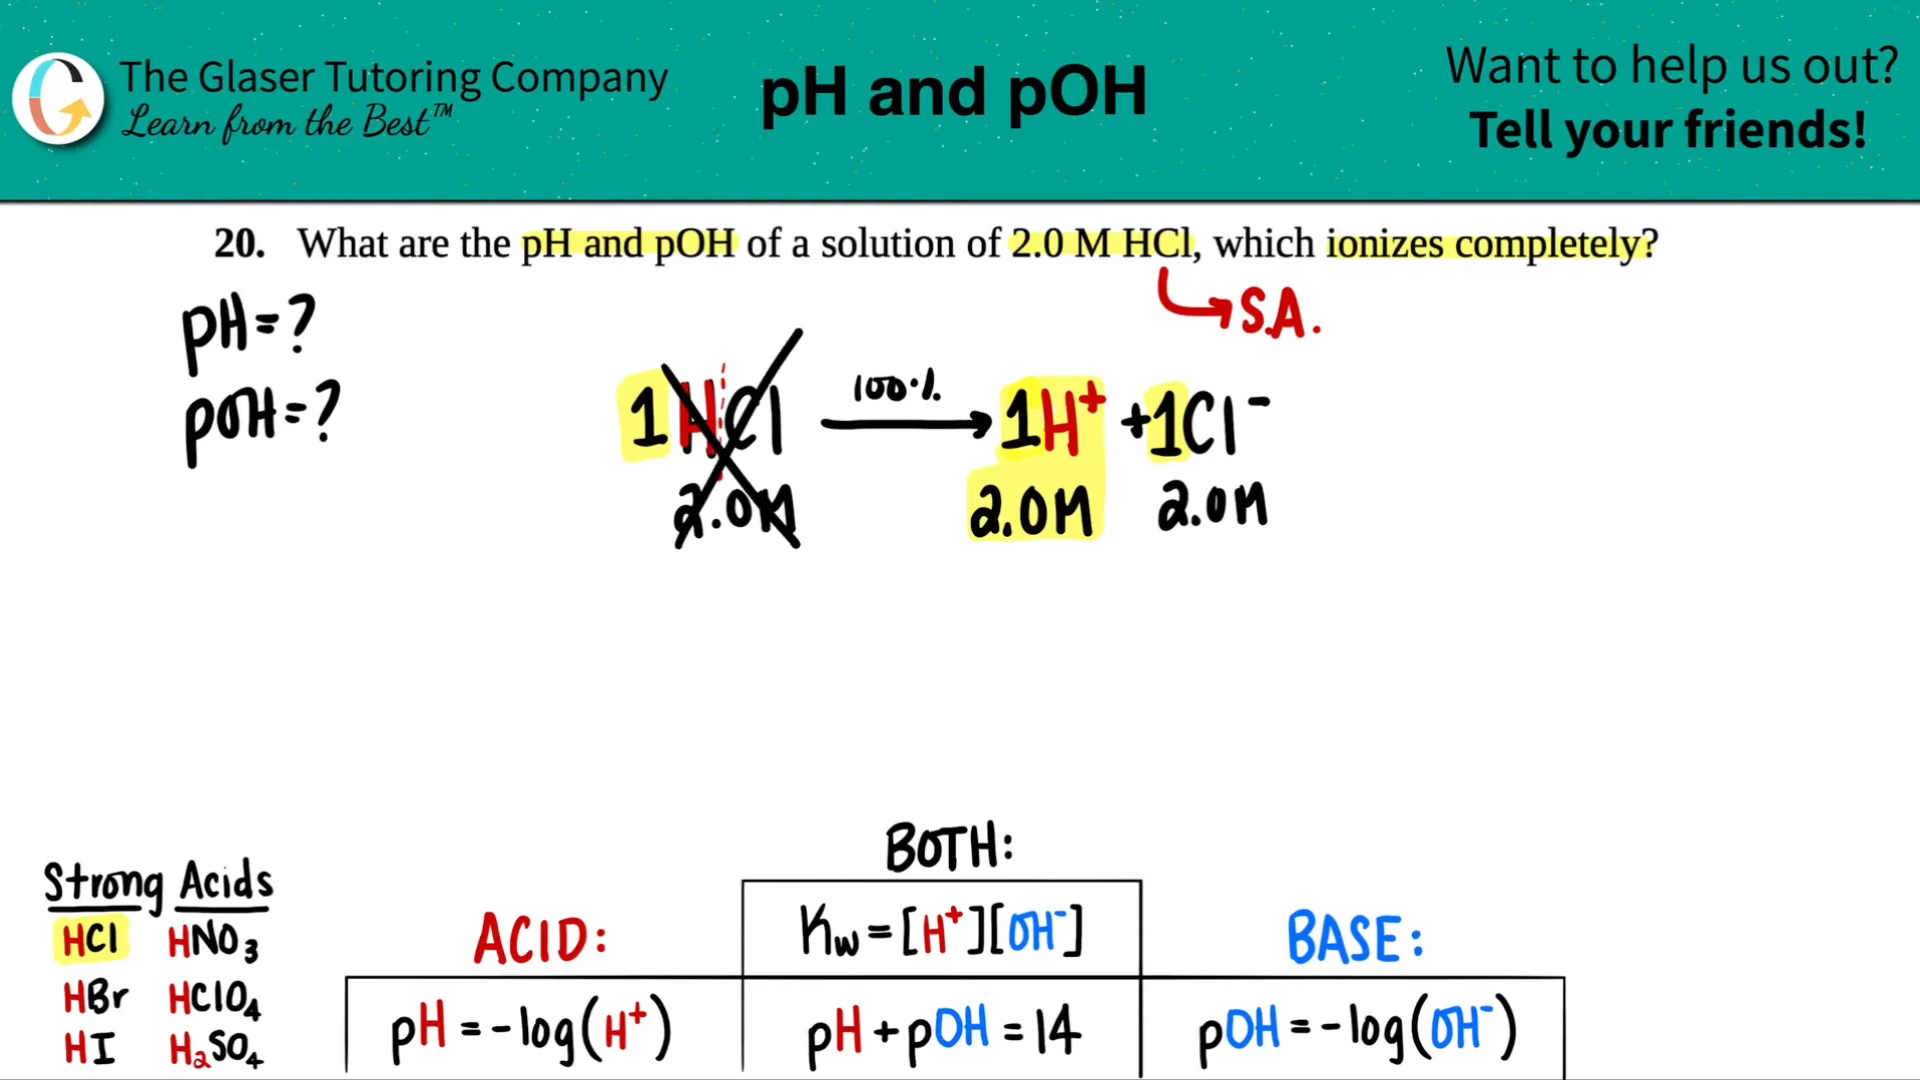 The Glaser Tutoring Company
Learn from the Best™
pH and pOH
Want to help us out?
Tell your friends!
20. What are the pH and pOH of a solution of 2.0 M HCl, which ionizes completely?
S.A.
pH=?
pOH=?
1HCl 100% 1H⁺ +1Cl⁻
2.0M 2.0M 2.0M
BOTH:
Strong Acids
HCl HNO₃
HBr HClO₄
HI H₂SO₄
ACID:
Kw=[H⁺][OH⁻]
BASE:
pH=-log(H⁺)
pH+pOH=14
pOH=-log(OH⁻)